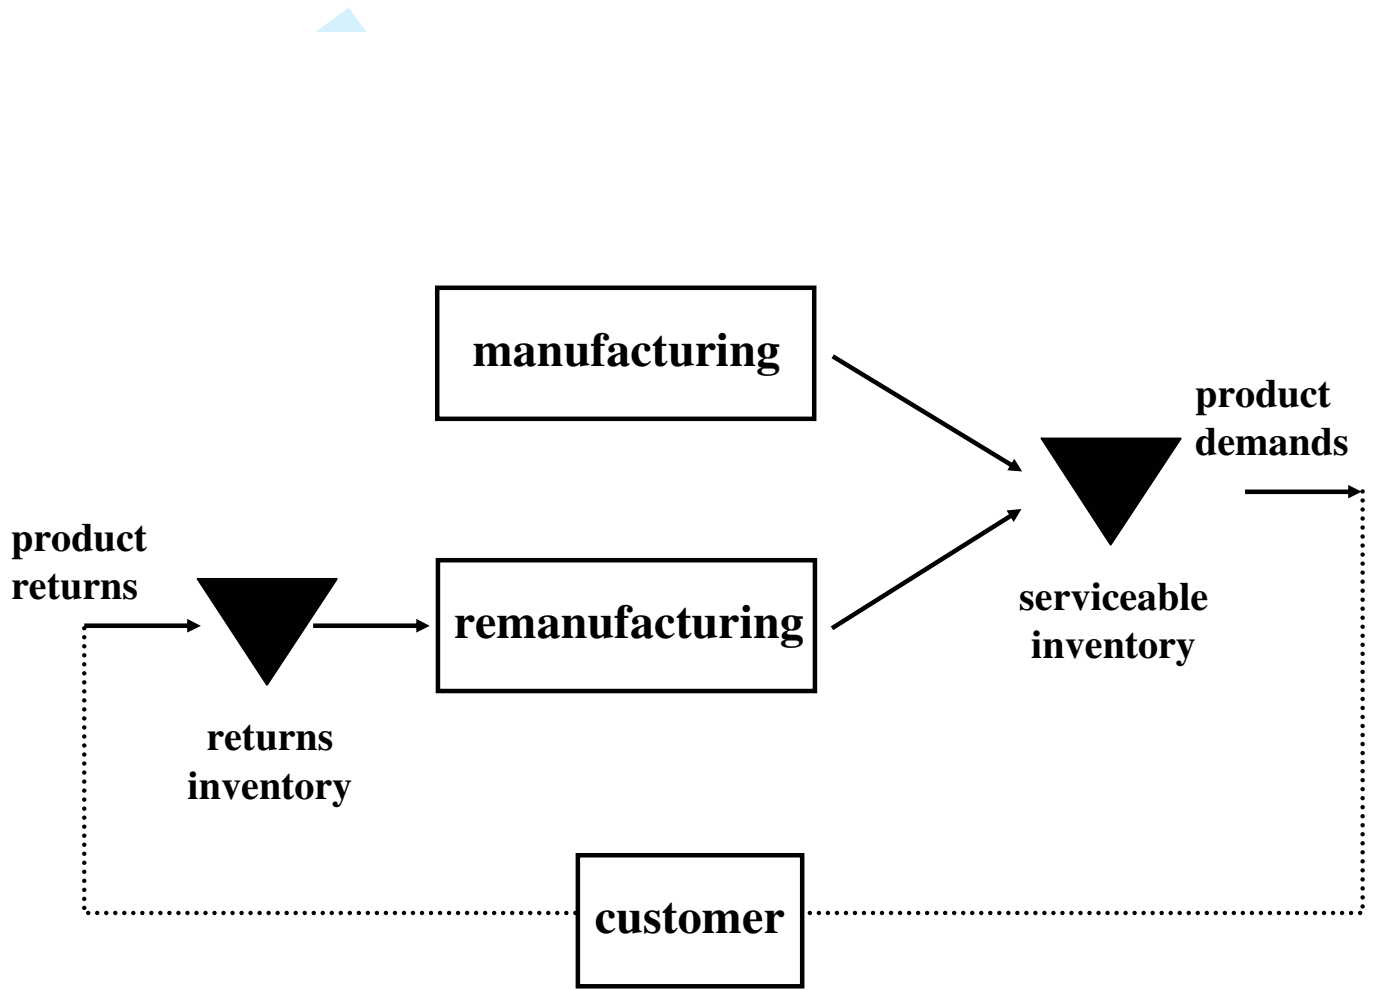 manufacturing
product
demands
product
returns
remanufacturing
serviceable
inventory
returns
inventory
customer